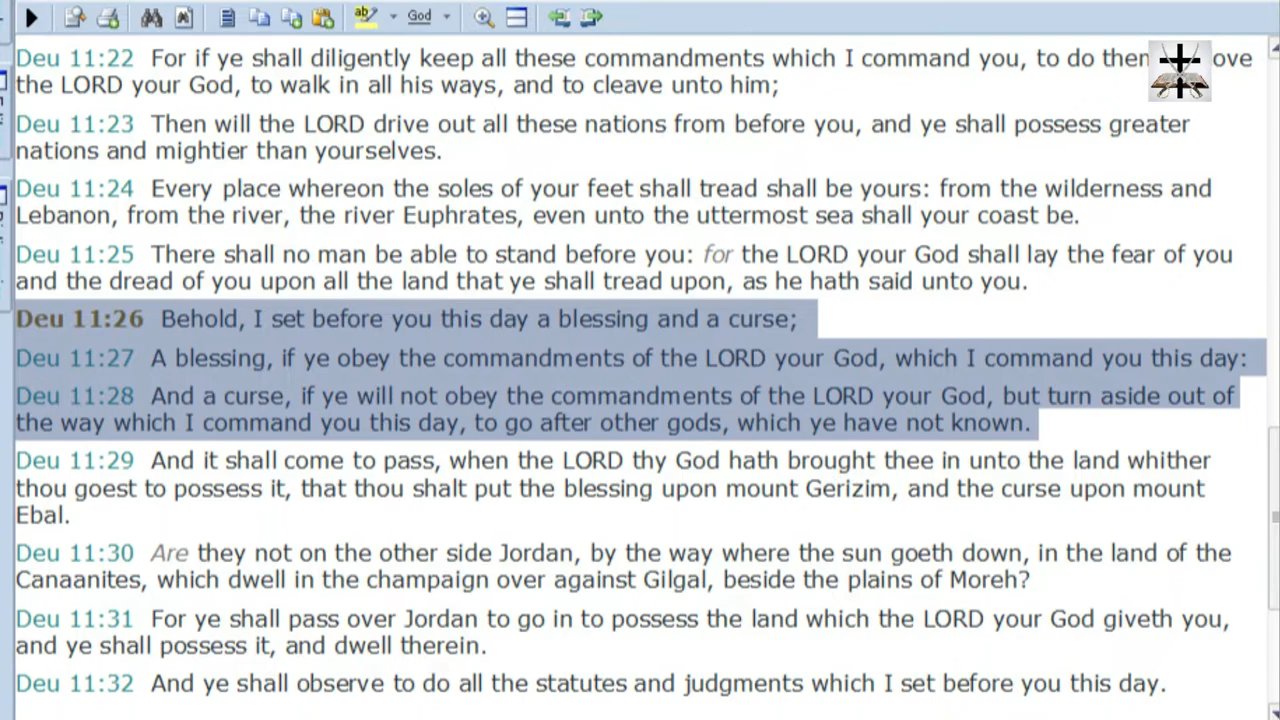 God
Deu 11:22 For if ye shall diligently keep all these commandments which I command you, to do them ove
the LORD your God, to walk in all his ways, and to cleave unto him;
Deu 11:23 Then will the LORD drive out all these nations from before you, and ye shall possess greater
nations and mightier than yourselves.
Deu 11:24 Every place whereon the soles of your feet shall tread shall be yours: from the wilderness and
Lebanon, from the river, the river Euphrates, even unto the uttermost sea shall your coast be.
Deu 11:25 There shall no man be able to stand before you: for the LORD your God shall lay the fear of you
and the dread of you upon all the land that ye shall tread upon, as he hath said unto you.
Deu 11:26 Behold, I set before you this day a blessing and a curse;
Deu 11:27 A blessing, if ye obey the commandments of the LORD your God, which I command you this day:
Deu 11:28 And a curse, if ye will not obey the commandments of the LORD your God, but turn aside out of
the way which I command you this day, to go after other gods, which ye have not known.
Deu 11:29 And it shall come to pass, when the LORD thy God hath brought thee in unto the land whither
thou goest to possess it, that thou shalt put the blessing upon mount Gerizim, and the curse upon mount
Ebal.
Deu 11:30 Are they not on the other side Jordan, by the way where the sun goeth down, in the land of the
Canaanites, which dwell in the champaign over against Gilgal, beside the plains of Moreh?
Deu 11:31 For ye shall pass over Jordan to go in to possess the land which the LORD your God giveth you,
and ye shall possess it, and dwell therein.
Deu 11:32 And ye shall observe to do all the statutes and judgments which I set before you this day.